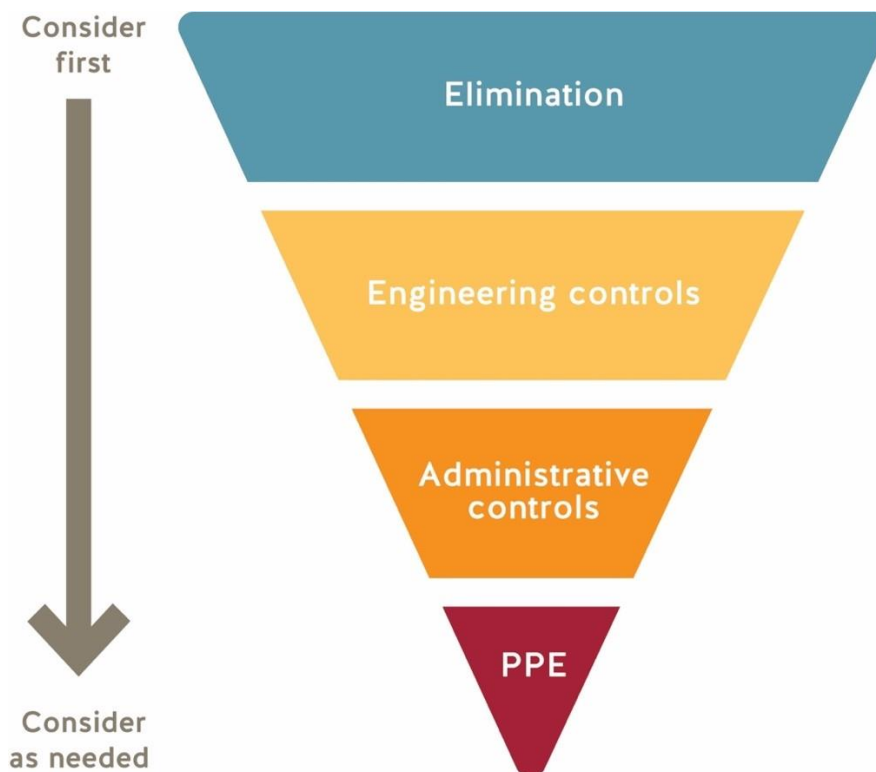 Consider
first
Elimination
Engineering controls
Administrative
controls
PPE
Consider
as needed